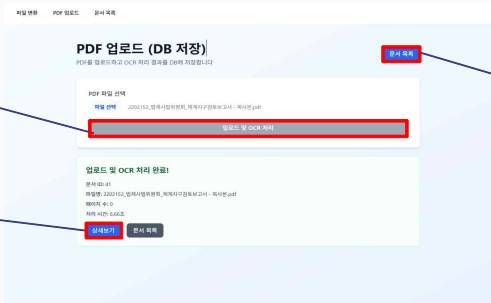 파일 변환 PDF 업로드 문서 목록
PDF 업로드 (DB 저장)
문서 목록
PDF를 업로드하고 OCR 처리 결과를 DB에 저장합니다
PDF 파일 선택
파일 선택 2202152_법제사법위원회_체계자구검토보고서 - 복사본.pdf
업로드 및 OCR 처리
업로드 및 OCR 처리 완료!
문서 ID: 41
파일명: 2202152_법제사법위원회_체계자구검토보고서 - 복사본.pdf
페이지 수: 0
처리 시간: 6.66초
상세보기 문서 목록